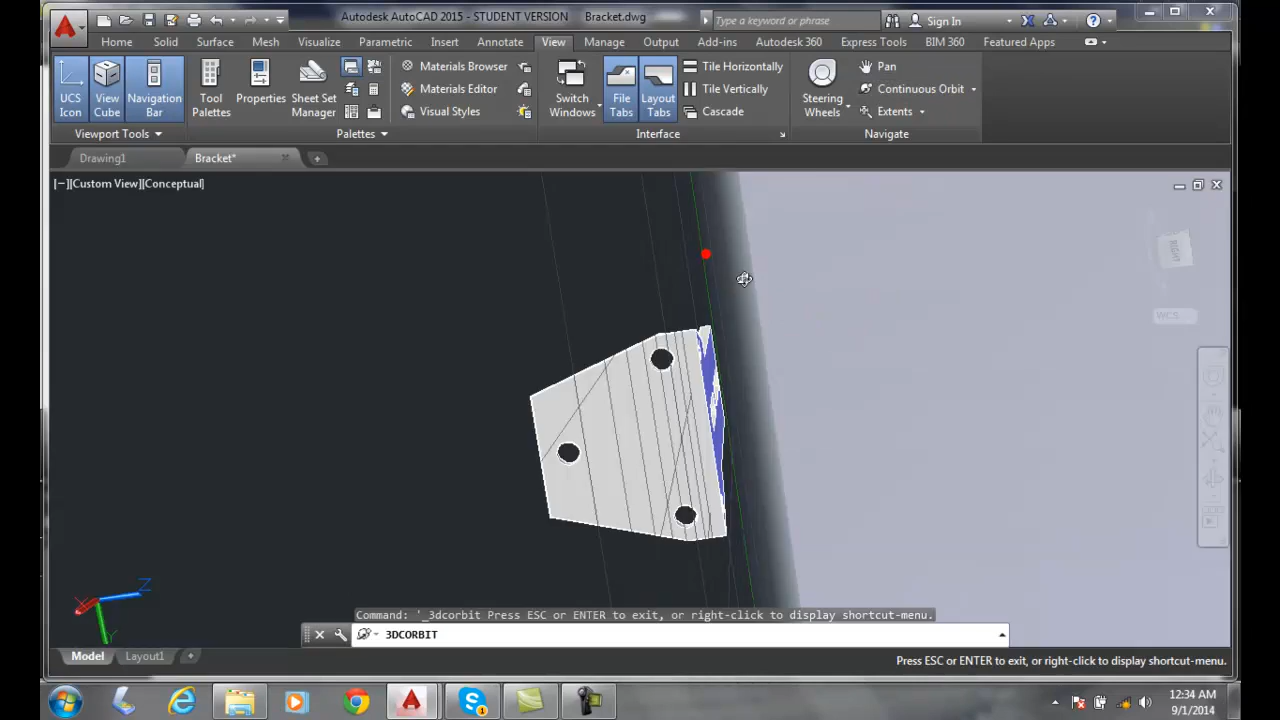 Autodesk AutoCAD 2015 - STUDENT VERSION Bracket.dwg
Type a keyword or phrase
Sign In
Home Solid Surface Mesh Visualize Parametric Insert Annotate View Manage Output Add-ins Autodesk 360 Express Tools BIM 360 Featured Apps
UCS Icon
View Cube
Navigation Bar
Viewport Tools
Tool Palettes
Properties
Sheet Set Manager
Materials Browser
Materials Editor
Visual Styles
Palettes
Switch Windows
File Tabs
Layout Tabs
Tile Horizontally
Tile Vertically
Cascade
Interface
Steering Wheels
Pan
Continuous Orbit
Extents
Navigate
Drawing1 Bracket*
[−][Custom View][Conceptual]
RIGHT
WCS
Z
X
Y
Command: '_3dcorbit Press ESC or ENTER to exit, or right-click to display shortcut-menu.
3DCORBIT
Model Layout1
Press ESC or ENTER to exit, or right-click to display shortcut-menu.
12:34 AM
9/1/2014